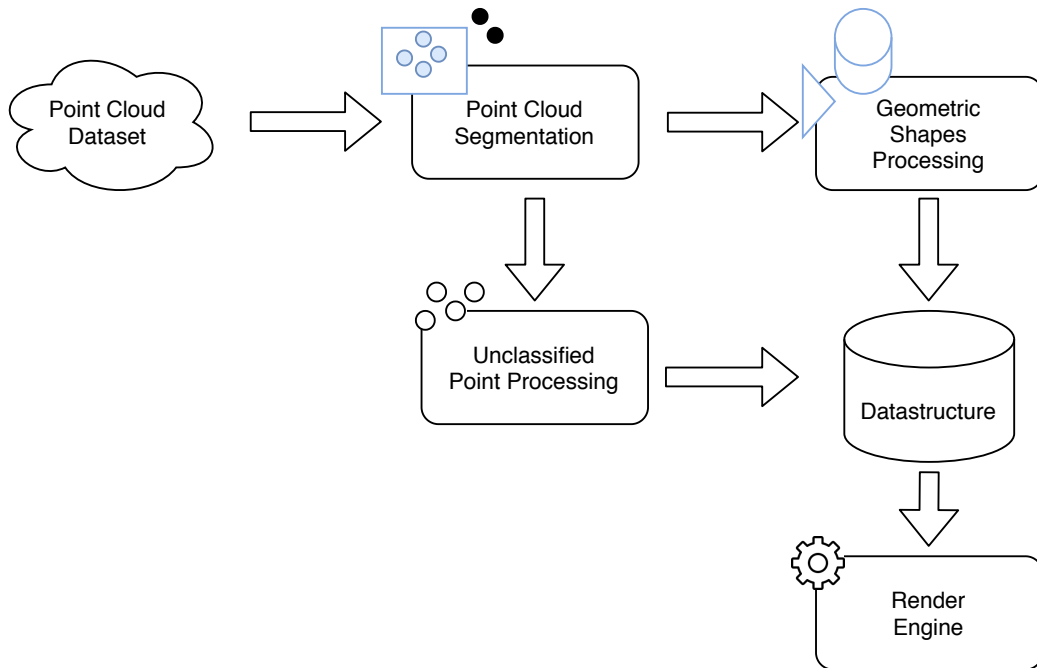 Point Cloud
Dataset
Point Cloud
Segmentation
Geometric
Shapes
Processing
Unclassified
Point Processing
Datastructure
Render
Engine